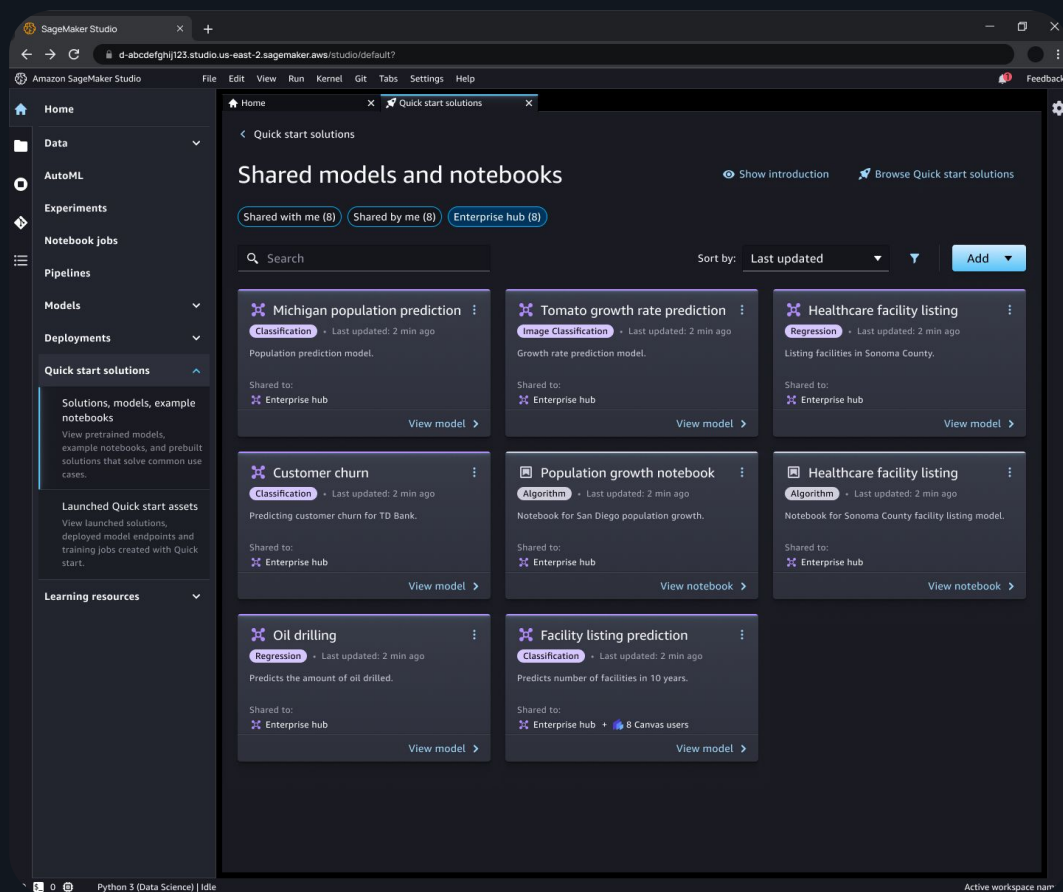 SageMaker Studio
d-abcdefghij123.studio.us-east-2.sagemaker.aws/studio/default?
Amazon SageMaker Studio File Edit View Run Kernel Git Tabs Settings Help Feedback
Home
Data
AutoML
Experiments
Notebook jobs
Pipelines
Models
Deployments
Quick start solutions
Solutions, models, example
notebooks
View pretrained models,
example notebooks, and prebuilt
solutions that solve common use
cases.
Launched Quick start assets
View launched solutions,
deployed model endpoints and
training jobs created with Quick
start.
Learning resources
Home Quick start solutions
Quick start solutions
Shared models and notebooks
Show introduction Browse Quick start solutions
Shared with me (8) Shared by me (8) Enterprise hub (8)
Search Sort by: Last updated Add
Michigan population prediction
Classification • Last updated: 2 min ago
Population prediction model.
Shared to:
Enterprise hub
View model
Tomato growth rate prediction
Image Classification • Last updated: 2 min ago
Growth rate prediction model.
Shared to:
Enterprise hub
View model
Healthcare facility listing
Regression • Last updated: 2 min ago
Listing facilities in Sonoma County.
Shared to:
Enterprise hub
View model
Customer churn
Classification • Last updated: 2 min ago
Predicting customer churn for TD Bank.
Shared to:
Enterprise hub
View model
Population growth notebook
Algorithm • Last updated: 2 min ago
Notebook for San Diego population growth.
Shared to:
Enterprise hub
View notebook
Healthcare facility listing
Algorithm • Last updated: 2 min ago
Notebook for Sonoma County facility listing model.
Shared to:
Enterprise hub
View notebook
Oil drilling
Regression • Last updated: 2 min ago
Predicts the amount of oil drilled.
Shared to:
Enterprise hub
View model
Facility listing prediction
Classification • Last updated: 2 min ago
Predicts number of facilities in 10 years.
Shared to:
Enterprise hub + 8 Canvas users
View model
0 Python 3 (Data Science) | Idle Active workspace